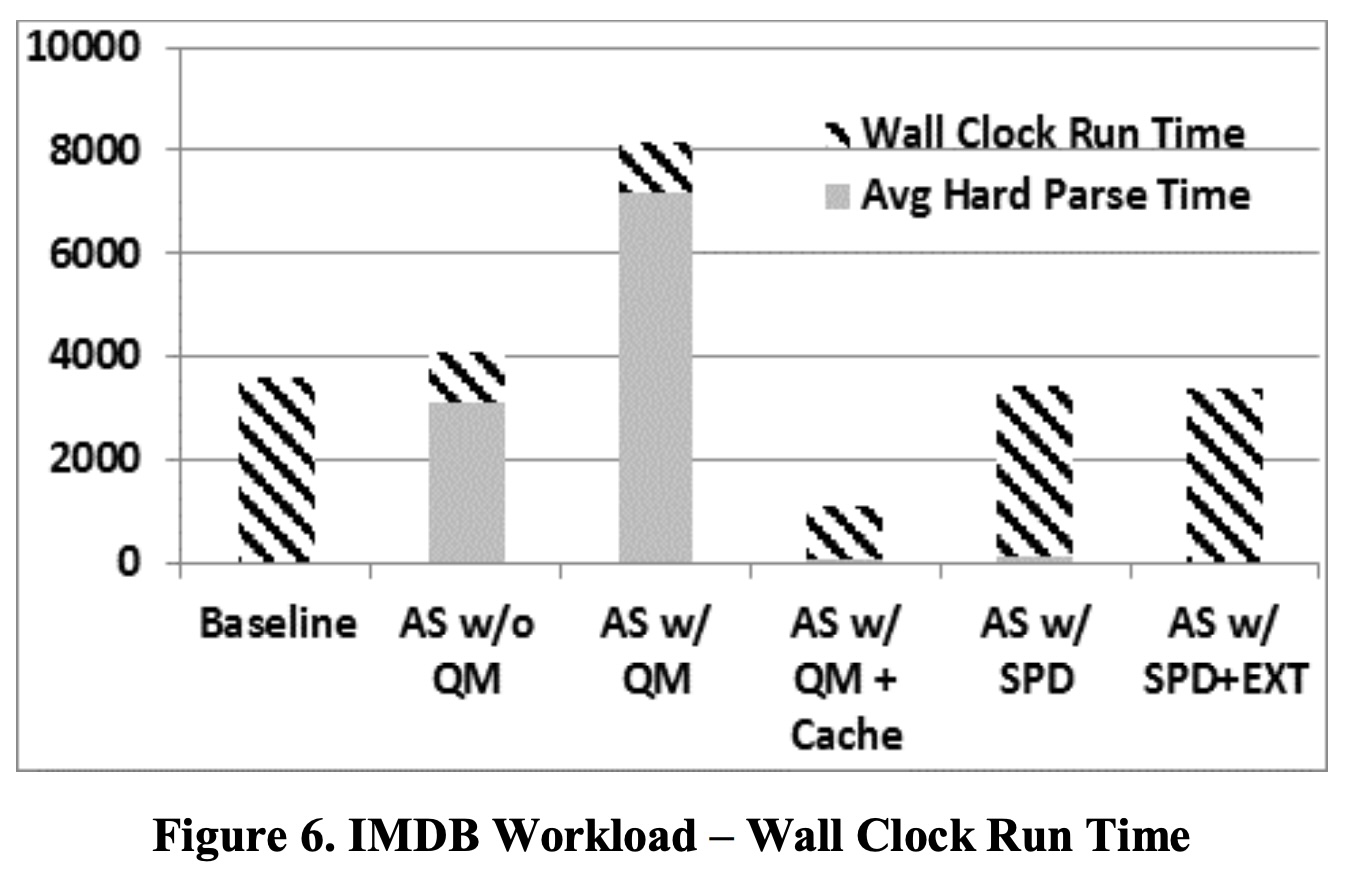 10000
8000
6000
4000
2000
0
Wall Clock Run Time
Avg Hard Parse Time
Baseline
AS w/o
QM
AS w/
QM
AS w/
QM +
Cache
AS w/
SPD
AS w/
SPD+EXT
Figure 6. IMDB Workload – Wall Clock Run Time